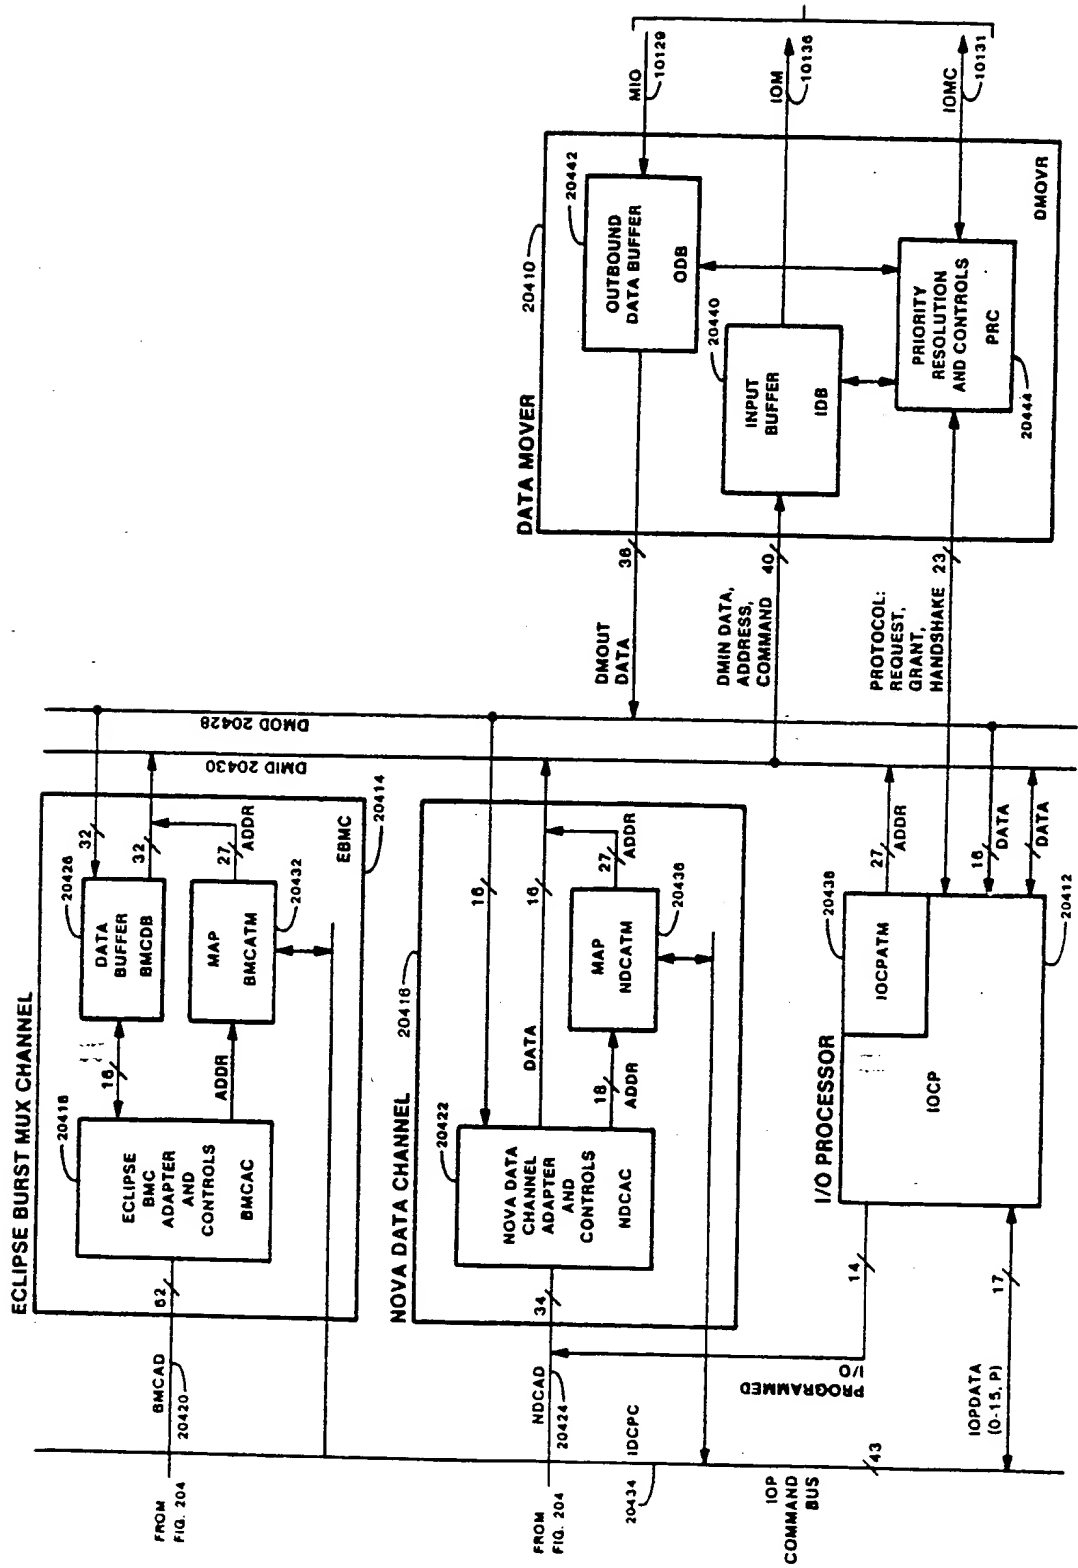 ECLIPSE BURST MUX CHANNEL
FROM
FIG. 204
BMCAD
20420
62
20418
ECLIPSE
BMC
ADAPTER
AND
CONTROLS
BMCAC
16
ADDR
20426
DATA
BUFFER
BMCDB
MAP
BMCATM
20432
32
32
27
ADDR
EBMC
20414
DMOD 20428
DMID 20430
NOVA DATA CHANNEL
20416
FROM
FIG. 204
NDCAD
20424
34
20422
NOVA DATA
CHANNEL
ADAPTER
AND
CONTROLS
NDCAC
16
DATA
16
18
ADDR
MAP
NDCATM
20436
27
ADDR
IDCPC
20434
PROGRAMMED
I/O
14
IOP
COMMAND
BUS
43
IOPDATA
(0-15, P)
17
I/O PROCESSOR
IOCP
IOCPATM
20438
27
ADDR
16
DATA
DATA
20412
DMOUT
DATA
36
DMIN DATA,
ADDRESS,
COMMAND
40
PROTOCOL:
REQUEST,
GRANT,
HANDSHAKE
23
DATA MOVER
20410
OUTBOUND
DATA BUFFER
ODB
20442
INPUT
BUFFER
IDB
20440
PRIORITY
RESOLUTION
AND CONTROLS
PRC
20444
DMOVR
MIO
10129
IOM
10136
IOMC
10131